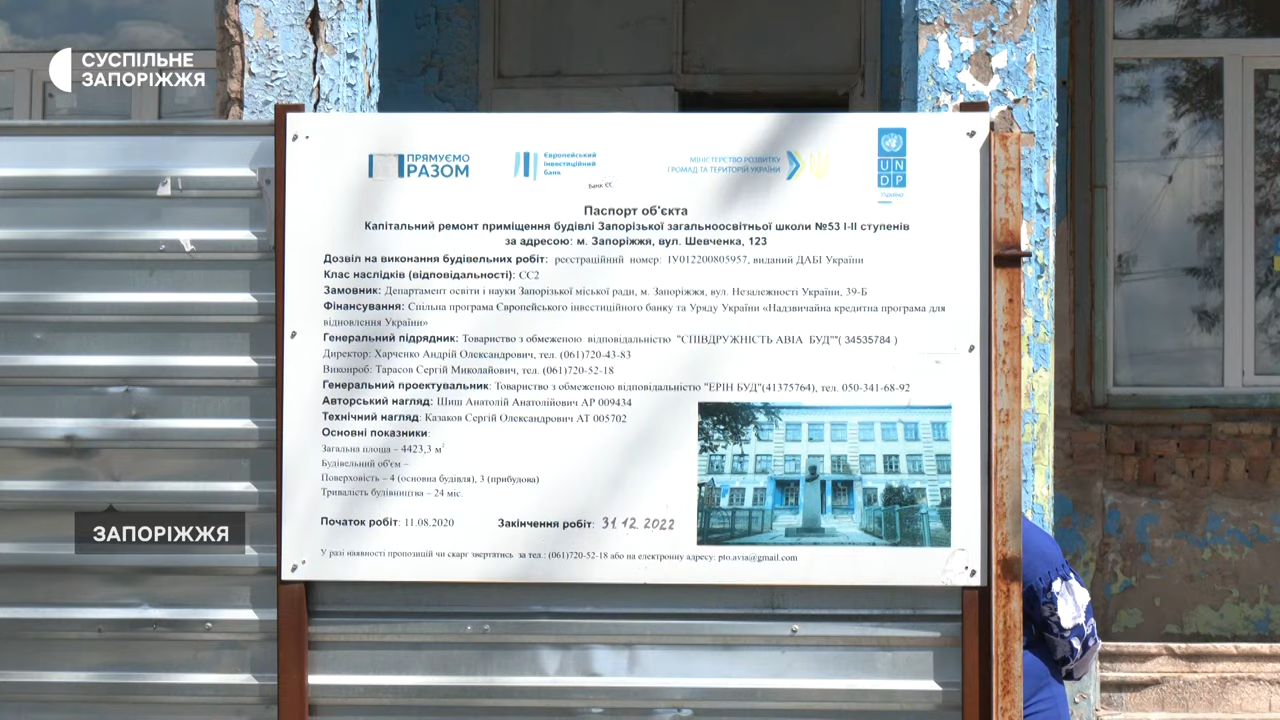 СУСПІЛЬНЕ
ЗАПОРІЖЖЯ
ПРЯМУЄМО
РАЗОМ
Європейський
інвестиційний
банк
Банк ЄС
МІНІСТЕРСТВО РОЗВИТКУ
ГРОМАД ТА ТЕРИТОРІЙ УКРАЇНИ
UN
DP
Україна
Паспорт об'єкта
Капітальний ремонт приміщення будівлі Запорізької загальноосвітньої школи №53 І-ІІ ступенів
за адресою: м. Запоріжжя, вул. Шевченка, 123
Дозвіл на виконання будівельних робіт: реєстраційний номер: ІУ012200805957, виданий ДАБІ України
Клас наслідків (відповідальності): СС2
Замовник: Департамент освіти і науки Запорізької міської ради, м. Запоріжжя, вул. Незалежності України, 39-Б
Фінансування: Спільна програма Європейського інвестиційного банку та Уряду України «Надзвичайна кредитна програма для
відновлення України»
Генеральний підрядник: Товариство з обмеженою відповідальністю "СПІВДРУЖНІСТЬ АВІА БУД""( 34535784 )
Директор: Харченко Андрій Олександрович, тел. (061)720-43-83
Виконроб: Тарасов Сергій Миколайович, тел. (061)720-52-18
Генеральний проектувальник: Товариство з обмеженою відповідальністю "ЕРІН БУД"(41375764), тел. 050-341-68-92
Авторський нагляд: Шиш Анатолій Анатолійович АР 009434
Технічний нагляд: Казаков Сергій Олександрович АТ 005702
Основні показники:
Загальна площа – 4423,3 м²
Будівельний об'єм –
Поверховість – 4 (основна будівля), 3 (прибудова)
Тривалість будівництва – 24 міс.
Початок робіт: 11.08.2020 Закінчення робіт: 31.12.2022
У разі наявності пропозицій чи скарг звертатись за тел.: (061)720-52-18 або на електронну адресу: pto.avia@gmail.com
ЗАПОРІЖЖЯ